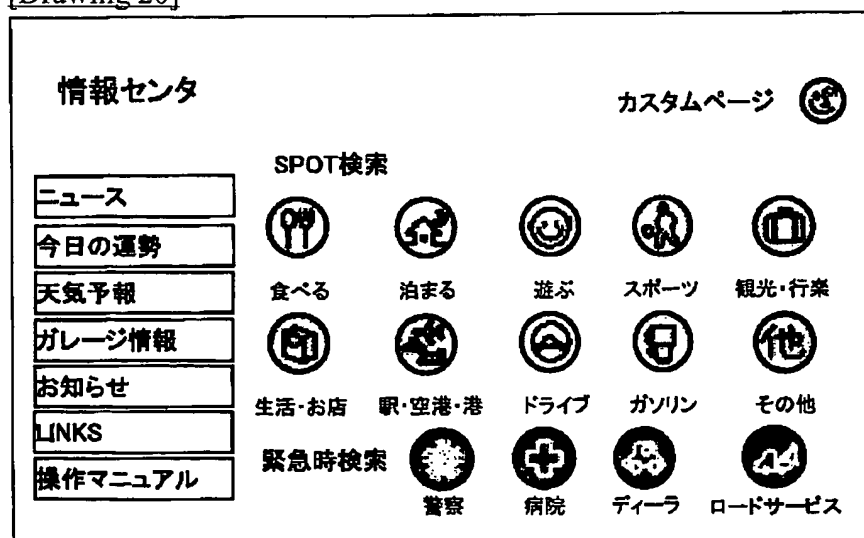 [Drawing 20]
情報センタ
カスタムページ
SPOT検索
ニュース
今日の運勢
天気予報
ガレージ情報
お知らせ
LINKS
操作マニュアル
食べる 泊まる 遊ぶ スポーツ 観光・行楽
他
生活・お店 駅・空港・港 ドライブ ガソリン その他
緊急時検索
警察 病院 ディーラ ロードサービス